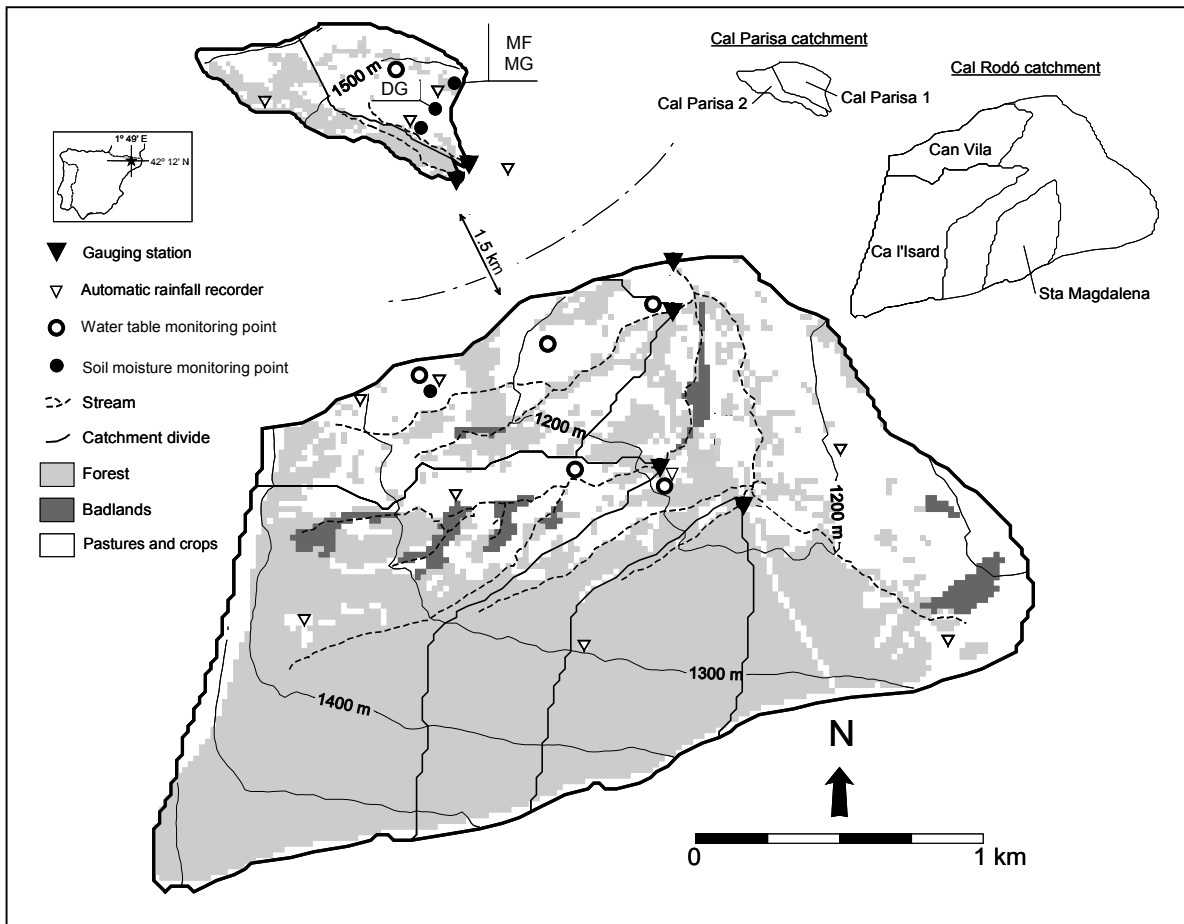 MF
MG
DG
1500 m
Cal Parisa catchment
Cal Parisa 1
Cal Parisa 2
Cal Rodó catchment
Can Vila
Ca l'Isard
Sta Magdalena
1º 49' E
42º 12' N
1.5 km
Gauging station
Automatic rainfall recorder
Water table monitoring point
Soil moisture monitoring point
Stream
Catchment divide
Forest
Badlands
Pastures and crops
1200 m
1200 m
1300 m
1400 m
N
0 1 km